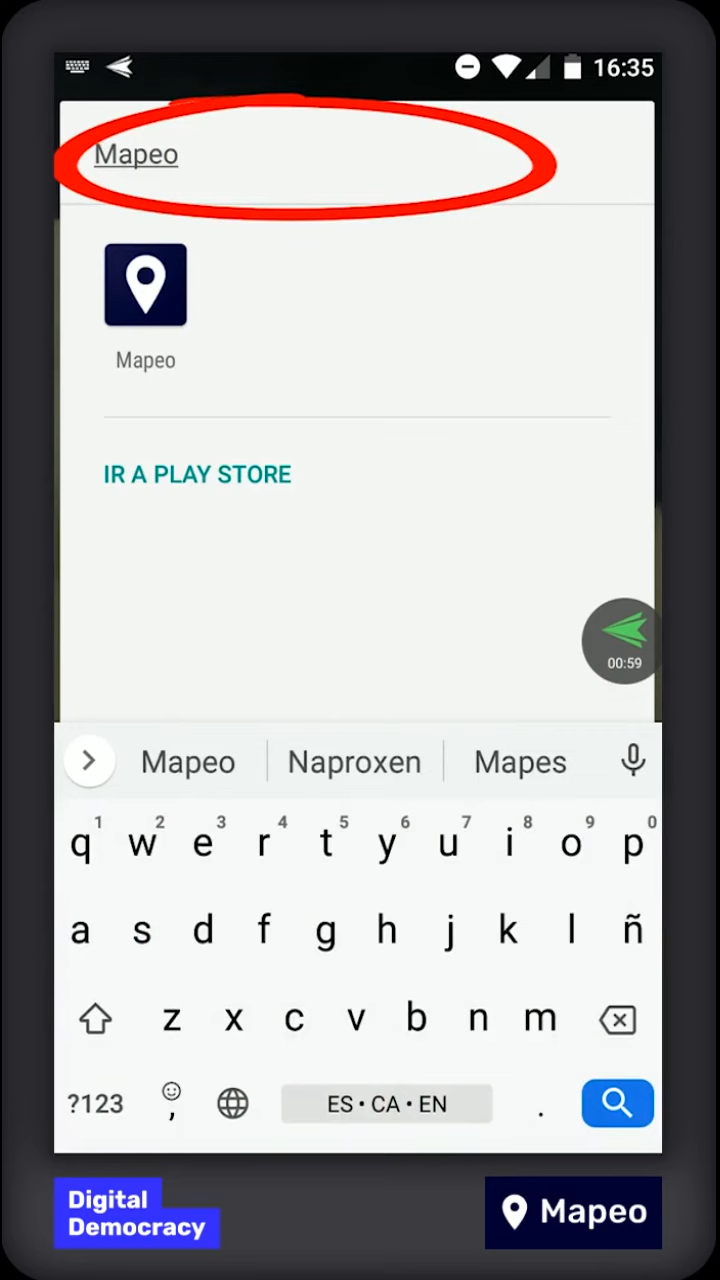 16:35
Mapeo
Mapeo
IR A PLAY STORE
00:59
Mapeo Naproxen Mapes
1 2 3 4 5 6 7 8 9 0
q w e r t y u i o p
a s d f g h j k l ñ
z x c v b n m
?123 , ES • CA • EN .
Digital
Democracy
Mapeo